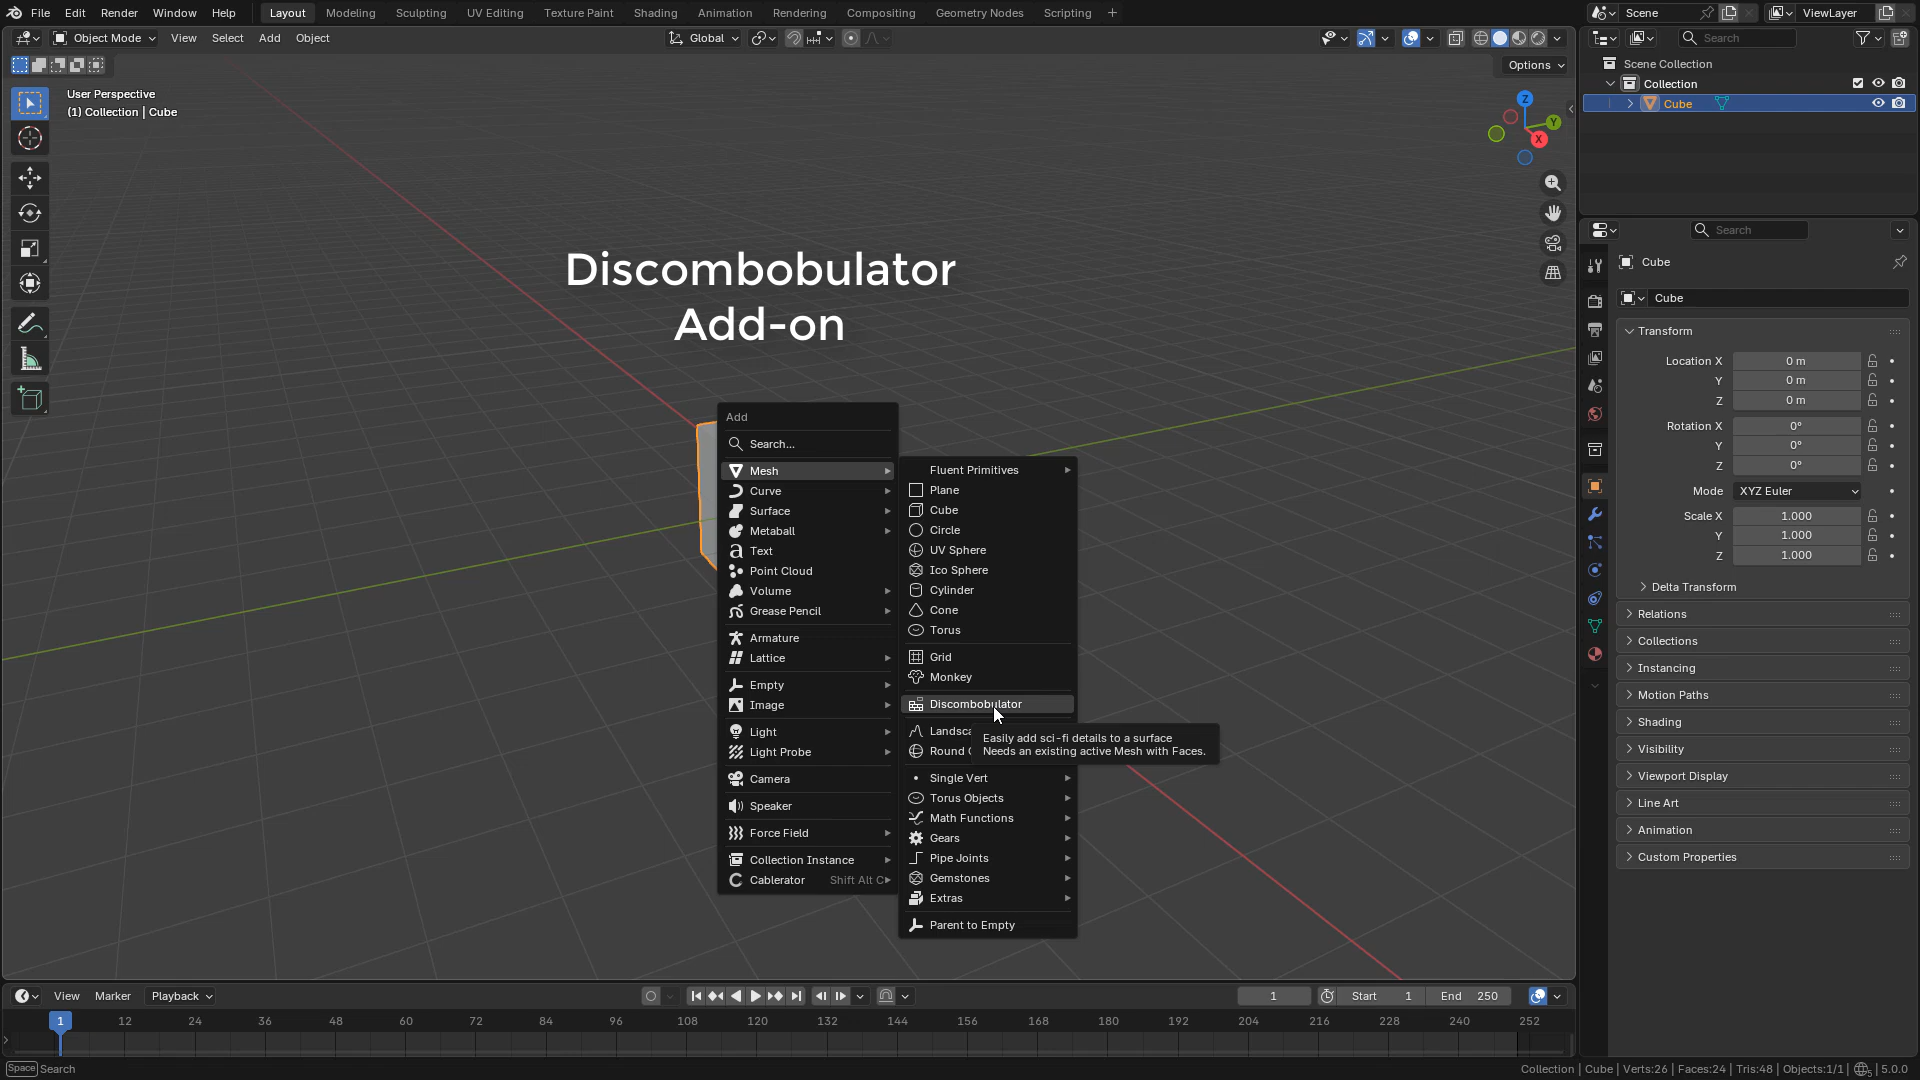 File Edit Render Window Help Layout Modeling Sculpting UV Editing Texture Paint Shading Animation Rendering Compositing Geometry Nodes Scripting + Scene ViewLayer
Object Mode View Select Add Object Global Search
Options
User Perspective
(1) Collection | Cube
Z
Y
X
Discombobulator
Add-on
Add
Search...
Mesh
Curve
Surface
Metaball
Text
Point Cloud
Volume
Grease Pencil
Armature
Lattice
Empty
Image
Light
Light Probe
Camera
Speaker
Force Field
Collection Instance
Cablerator Shift Alt C
Fluent Primitives
Plane
Cube
Circle
UV Sphere
Ico Sphere
Cylinder
Cone
Torus
Grid
Monkey
Discombobulator
Easily add sci-fi details to a surface
Needs an existing active Mesh with Faces.
Single Vert
Torus Objects
Math Functions
Gears
Pipe Joints
Gemstones
Extras
Parent to Empty
Scene Collection
Collection
Cube
Search
Cube
Cube
Transform
Location X 0 m
Y 0 m
Z 0 m
Rotation X 0°
Y 0°
Z 0°
Mode XYZ Euler
Scale X 1.000
Y 1.000
Z 1.000
Delta Transform
Relations
Collections
Instancing
Motion Paths
Shading
Visibility
Viewport Display
Line Art
Animation
Custom Properties
View Marker Playback 1 Start 1 End 250
1 12 24 36 48 60 72 84 96 108 120 132 144 156 168 180 192 204 216 228 240 252
Space Search Collection | Cube | Verts:26 | Faces:24 | Tris:48 | Objects:1/1 | 5.0.0